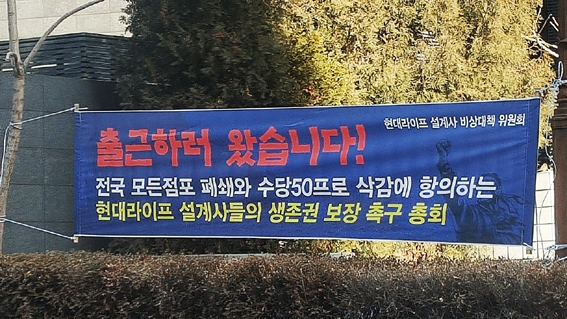 현대라이프 설계사 비상대책 위원회
출근하러 왔습니다!
전국 모든점포 폐쇄와 수당50프로 삭감에 항의하는
현대라이프 설계사들의 생존권 보장 촉구 총회